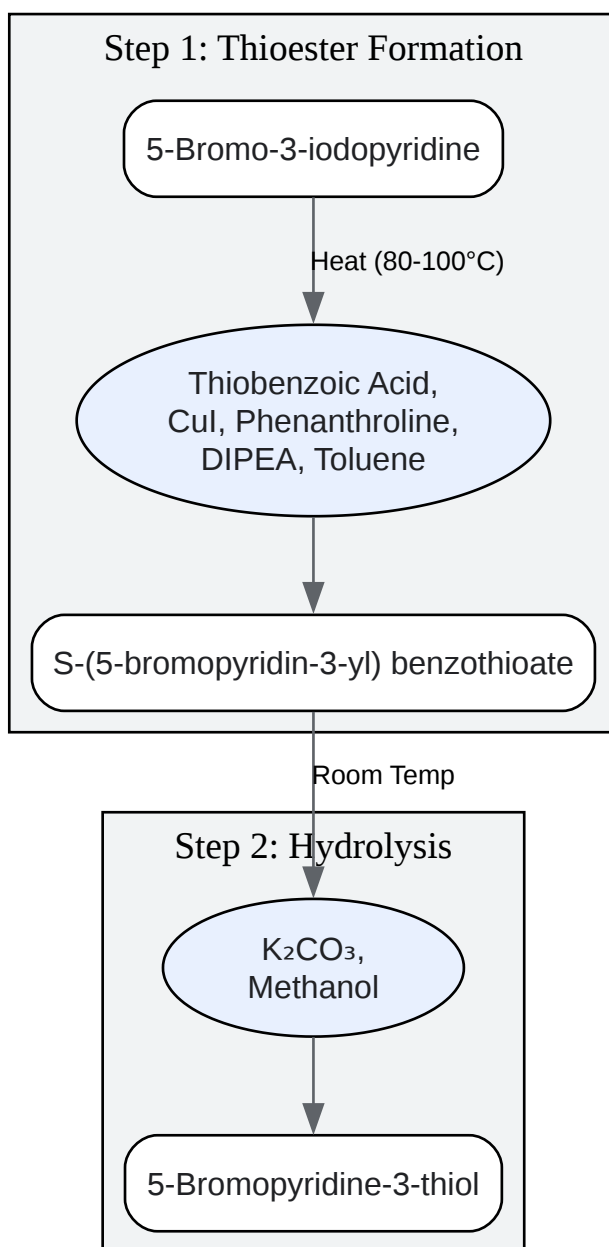 Step 1: Thioester Formation
5-Bromo-3-iodopyridine
Heat (80-100°C)
Thiobenzoic Acid,
CuI, Phenanthroline,
DIPEA, Toluene
S-(5-bromopyridin-3-yl) benzothioate
Room Temp
Step 2: Hydrolysis
K₂CO₃,
Methanol
5-Bromopyridine-3-thiol